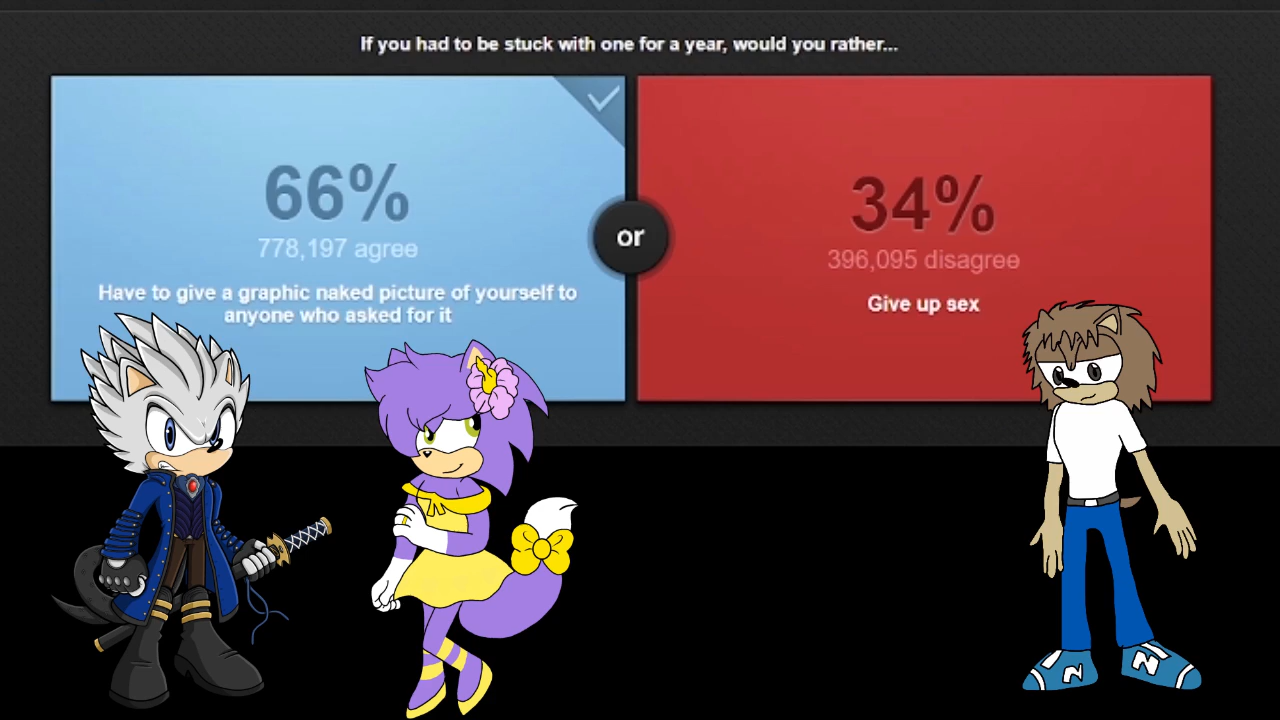 If you had to be stuck with one for a year, would you rather...
66%
778,197 agree
Have to give a graphic naked picture of yourself to
anyone who asked for it
or
34%
396,095 disagree
Give up sex
N
N